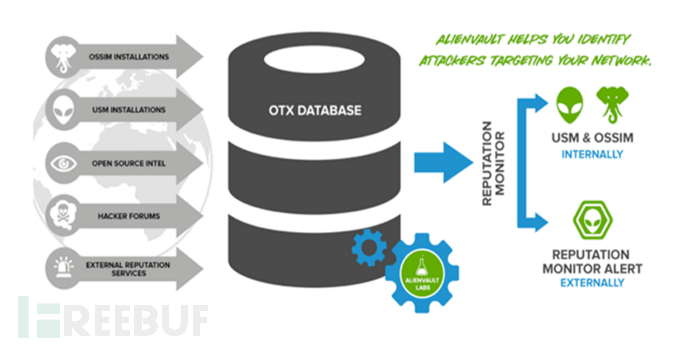 ALIENVAULT HELPS YOU IDENTIFY
ATTACKERS TARGETING YOUR NETWORK.
OSSIM INSTALLATIONS
USM INSTALLATIONS
OPEN SOURCE INTEL
HACKER FORUMS
EXTERNAL REPUTATION
SERVICES
OTX DATABASE
ALIENVAULT
LABS
REPUTATION
MONITOR
USM & OSSIM
INTERNALLY
REPUTATION
MONITOR ALERT
EXTERNALLY
FREEBUF